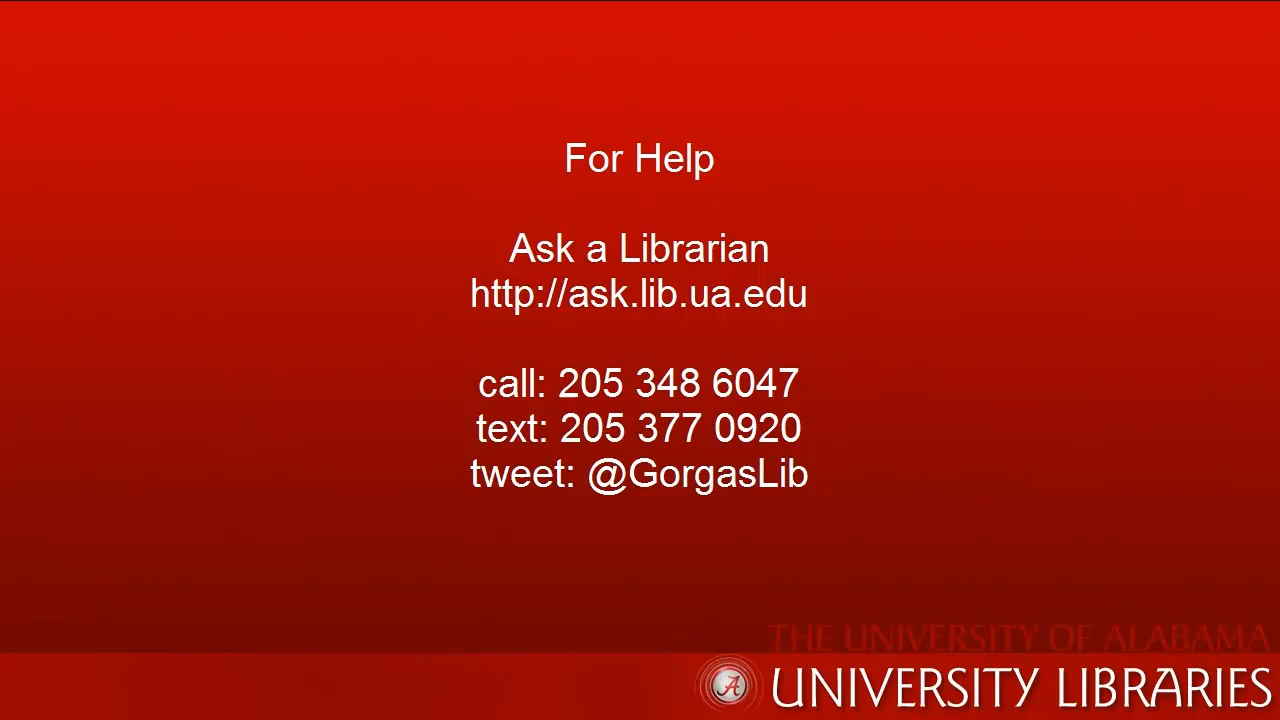 For Help
Ask a Librarian
http://ask.lib.ua.edu
call: 205 348 6047
text: 205 377 0920
tweet: @GorgasLib
THE UNIVERSITY OF ALABAMA
A UNIVERSITY LIBRARIES